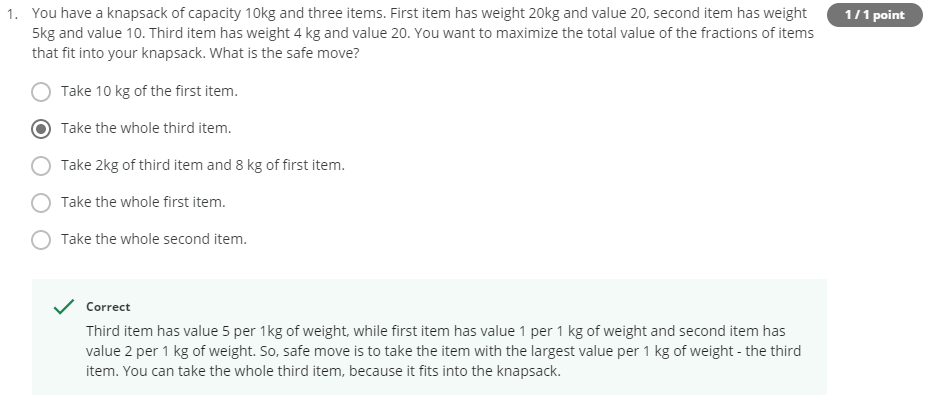 1. You have a knapsack of capacity 10kg and three items. First item has weight 20kg and value 20, second item has weight
1 / 1 point
5kg and value 10. Third item has weight 4 kg and value 20. You want to maximize the total value of the fractions of items
that fit into your knapsack. What is the safe move?
Take 10 kg of the first item.
Take the whole third item.
Take 2kg of third item and 8 kg of first item.
Take the whole first item.
Take the whole second item.
Correct
Third item has value 5 per 1kg of weight, while first item has value 1 per 1 kg of weight and second item has
value 2 per 1 kg of weight. So, safe move is to take the item with the largest value per 1 kg of weight - the third
item. You can take the whole third item, because it fits into the knapsack.